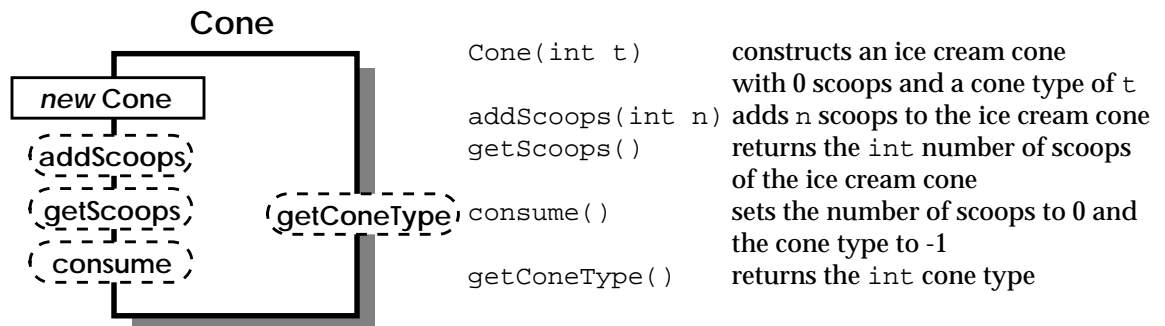 Cone
new Cone
addScoops
getScoops
consume
getConeType
Cone(int t) constructs an ice cream cone
with 0 scoops and a cone type of t
addScoops(int n) adds n scoops to the ice cream cone
getScoops() returns the int number of scoops
of the ice cream cone
consume() sets the number of scoops to 0 and
the cone type to -1
getConeType() returns the int cone type